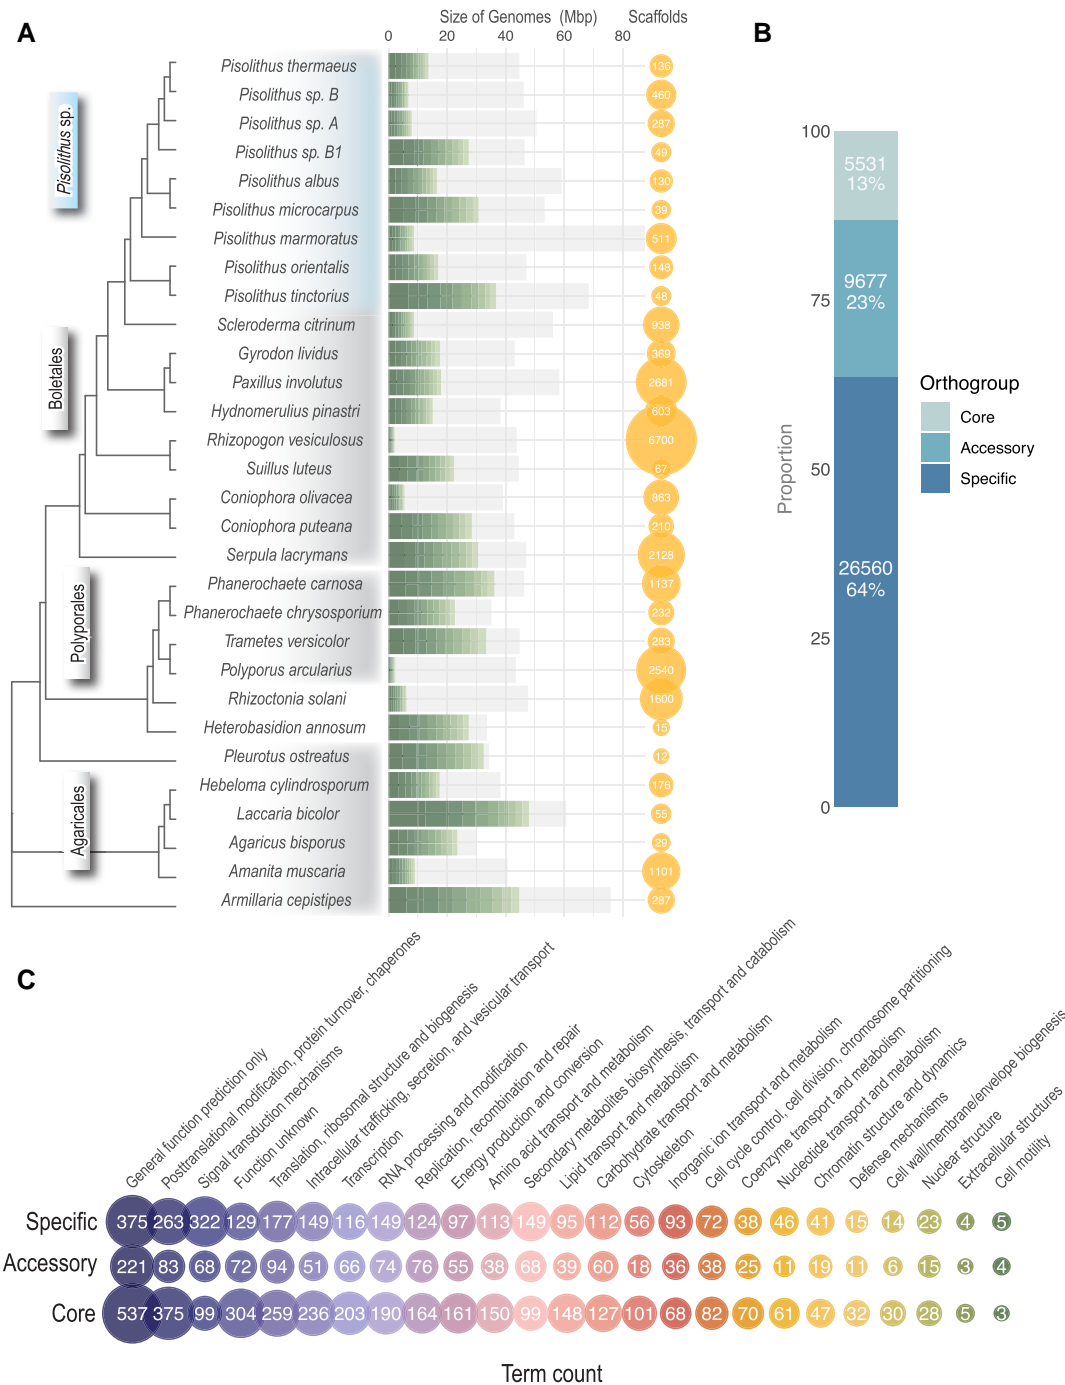 A
Size of Genomes (Mbp)
Scaffolds
0 20 40 60 80
Pisolithus sp.
Boletales
Polyporales
Agaricales
Pisolithus thermaeus 136
Pisolithus sp. B 460
Pisolithus sp. A 287
Pisolithus sp. B1 49
Pisolithus albus 130
Pisolithus microcarpus 39
Pisolithus marmoratus 511
Pisolithus orientalis 148
Pisolithus tinctorius 48
Scleroderma citrinum 938
Gyrodon lividus 369
Paxillus involutus 2681
Hydnomerulius pinastri 603
Rhizopogon vesiculosus 6700
Suillus luteus 67
Coniophora olivacea 863
Coniophora puteana 210
Serpula lacrymans 2128
Phanerochaete carnosa 1137
Phanerochaete chrysosporium 232
Trametes versicolor 283
Polyporus arcularius 2540
Rhizoctonia solani 1600
Heterobasidion annosum 15
Pleurotus ostreatus 12
Hebeloma cylindrosporum 176
Laccaria bicolor 55
Agaricus bisporus 29
Amanita muscaria 1101
Armillaria cepistipes 287
B
Proportion
100
75
50
25
0
5531
13%
9677
23%
26560
64%
Orthogroup
Core
Accessory
Specific
C
General function prediction only
Posttranslational modification, protein turnover, chaperones
Signal transduction mechanisms
Function unknown
Translation, ribosomal structure and biogenesis
Intracellular trafficking, secretion, and vesicular transport
Transcription
RNA processing and modification
Replication, recombination and repair
Energy production and conversion
Amino acid transport and metabolism
Secondary metabolites biosynthesis, transport and catabolism
Lipid transport and metabolism
Carbohydrate transport and metabolism
Cytoskeleton
Inorganic ion transport and metabolism
Cell cycle control, cell division, chromosome partitioning
Coenzyme transport and metabolism
Nucleotide transport and metabolism
Chromatin structure and dynamics
Defense mechanisms
Cell wall/membrane/envelope biogenesis
Nuclear structure
Extracellular structures
Cell motility
Specific 375 263 322 129 177 149 116 149 124 97 113 149 95 112 56 93 72 38 46 41 15 14 23 4 5
Accessory 221 83 68 72 94 51 66 74 76 55 38 68 39 60 18 36 38 25 11 19 11 6 15 3 4
Core 537 375 99 304 259 236 203 190 164 161 150 99 148 127 101 68 82 70 61 47 32 30 28 5 3
Term count